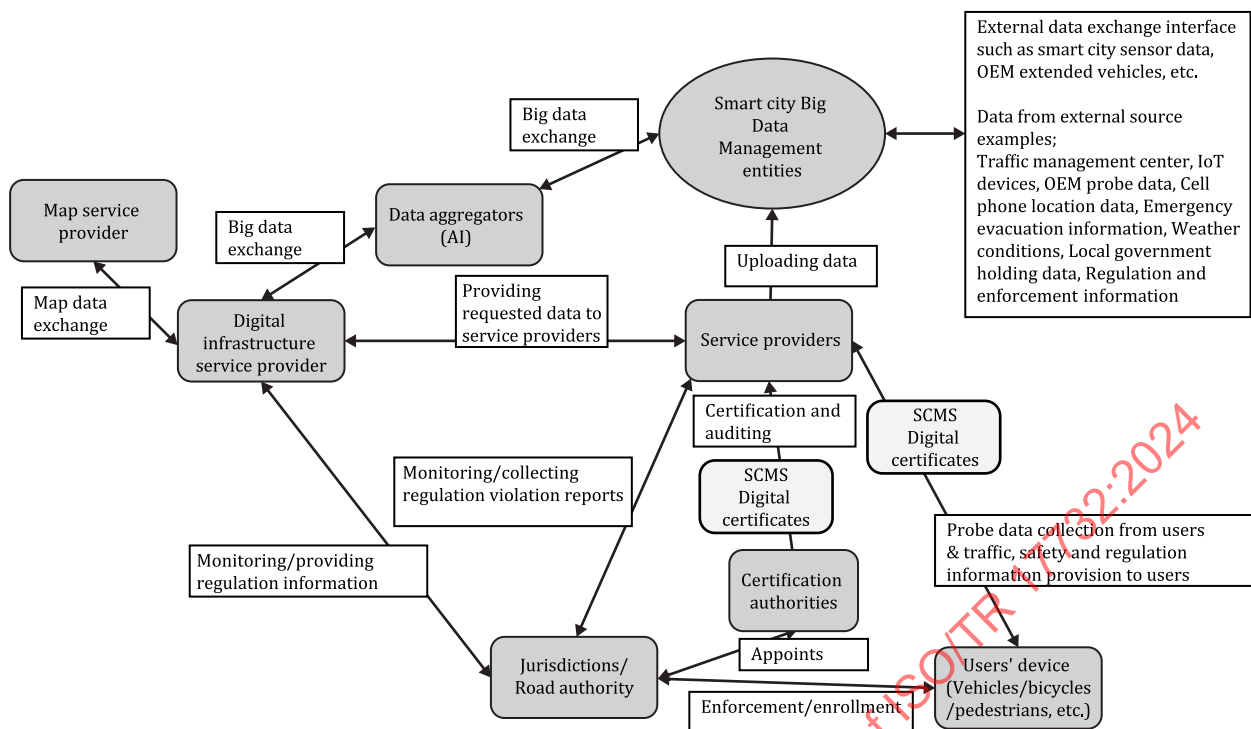 External data exchange interface
such as smart city sensor data,
OEM extended vehicles, etc.
Data from external source
examples;
Traffic management center, IoT
devices, OEM probe data, Cell
phone location data, Emergency
evacuation information, Weather
conditions, Local government
holding data, Regulation and
enforcement information
Smart city Big
Data
Management
entities
Big data
exchange
Map service
provider
Data aggregators
(AI)
Big data
exchange
Uploading data
Map data
exchange
Providing
requested data to
service providers
Digital
infrastructure
service provider
Service providers
Certification and
auditing
SCMS
Digital
certificates
Monitoring/collecting
regulation violation reports
SCMS
Digital
certificates
Probe data collection from users
& traffic, safety and regulation
information provision to users
Monitoring/providing
regulation information
Certification
authorities
Appoints
Jurisdictions/
Road authority
Users' device
(Vehicles/bicycles
/pedestrians, etc.)
Enforcement/enrollment
of ISO/TR 17732:2024